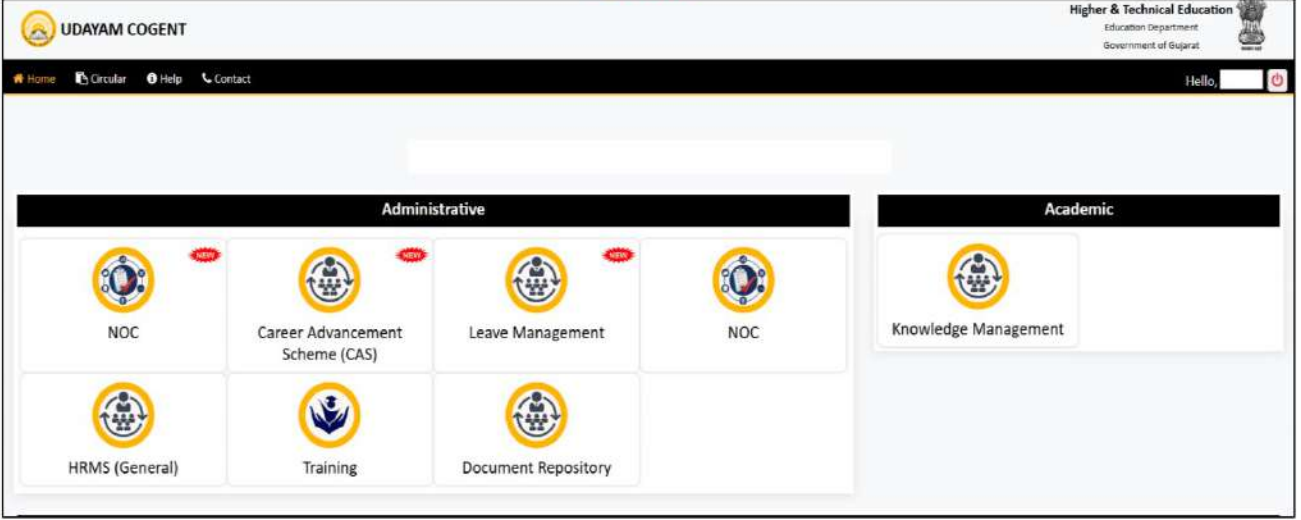 UDAYAM COGENT
Higher & Technical Education
Education Department
Government of Gujarat
Home Circular Help Contact
Hello,
Administrative
Academic
NEW
NEW
NEW
NOC
Career Advancement
Scheme (CAS)
Leave Management
NOC
Knowledge Management
HRMS (General)
Training
Document Repository